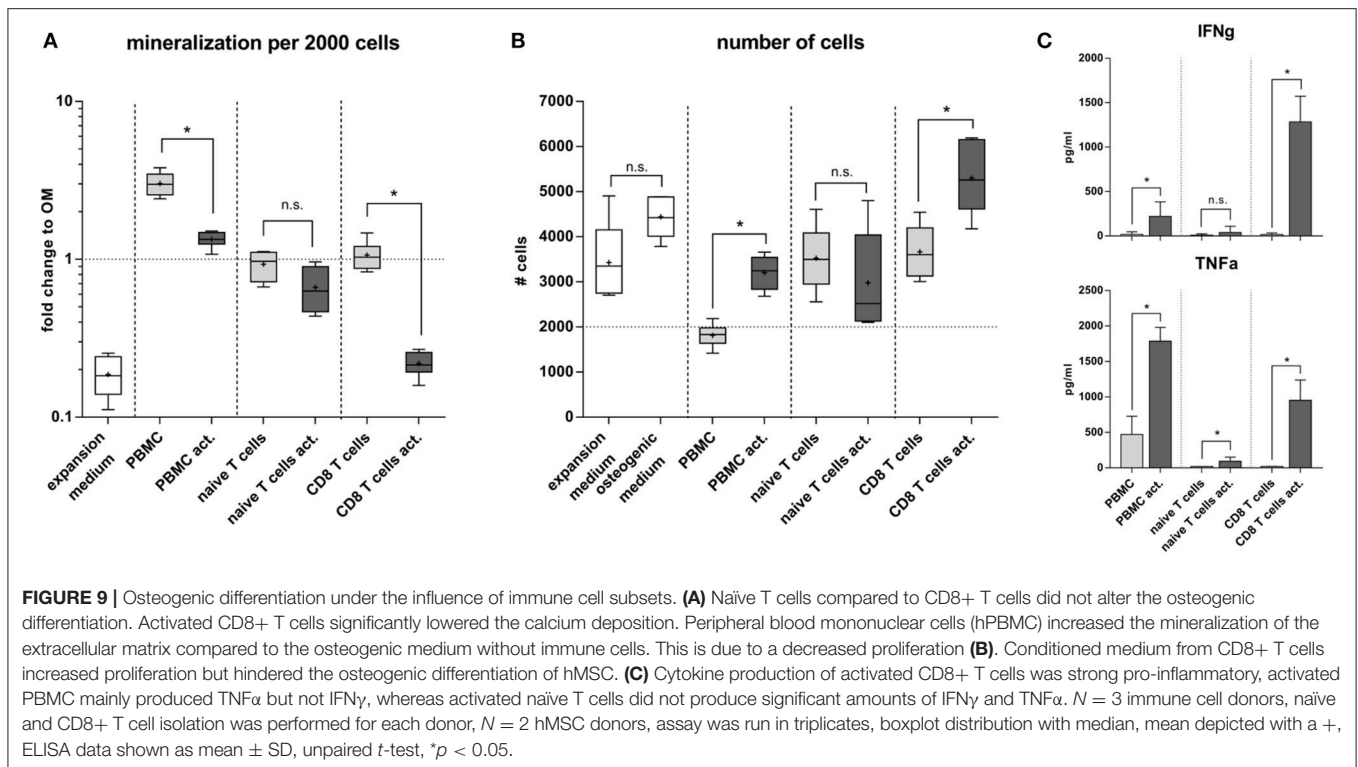 A mineralization per 2000 cells
fold change to OM
10
1
0.1
*
n.s.
*
expansion medium
PBMC
PBMC act.
naive T cells
naive T cells act.
CD8 T cells
CD8 T cells act.
B number of cells
# cells
7000
6000
5000
4000
3000
2000
1000
0
n.s.
*
n.s.
*
expansion medium
osteogenic medium
PBMC
PBMC act.
naive T cells
naive T cells act.
CD8 T cells
CD8 T cells act.
C IFNg
pg/ml
2000
1500
1000
500
0
*
n.s.
*
TNFa
pg/ml
2500
2000
1500
1000
500
0
*
*
*
PBMC
PBMC act.
naive T cells
naive T cells act.
CD8 T cells
CD8 T cells act.
FIGURE 9 | Osteogenic differentiation under the influence of immune cell subsets. (A) Naïve T cells compared to CD8+ T cells did not alter the osteogenic
differentiation. Activated CD8+ T cells significantly lowered the calcium deposition. Peripheral blood mononuclear cells (hPBMC) increased the mineralization of the
extracellular matrix compared to the osteogenic medium without immune cells. This is due to a decreased proliferation (B). Conditioned medium from CD8+ T cells
increased proliferation but hindered the osteogenic differentiation of hMSC. (C) Cytokine production of activated CD8+ T cells was strong pro-inflammatory, activated
PBMC mainly produced TNFα but not IFNγ, whereas activated naïve T cells did not produce significant amounts of IFNγ and TNFα. N = 3 immune cell donors, naïve
and CD8+ T cell isolation was performed for each donor, N = 2 hMSC donors, assay was run in triplicates, boxplot distribution with median, mean depicted with a +,
ELISA data shown as mean ± SD, unpaired t-test, *p < 0.05.